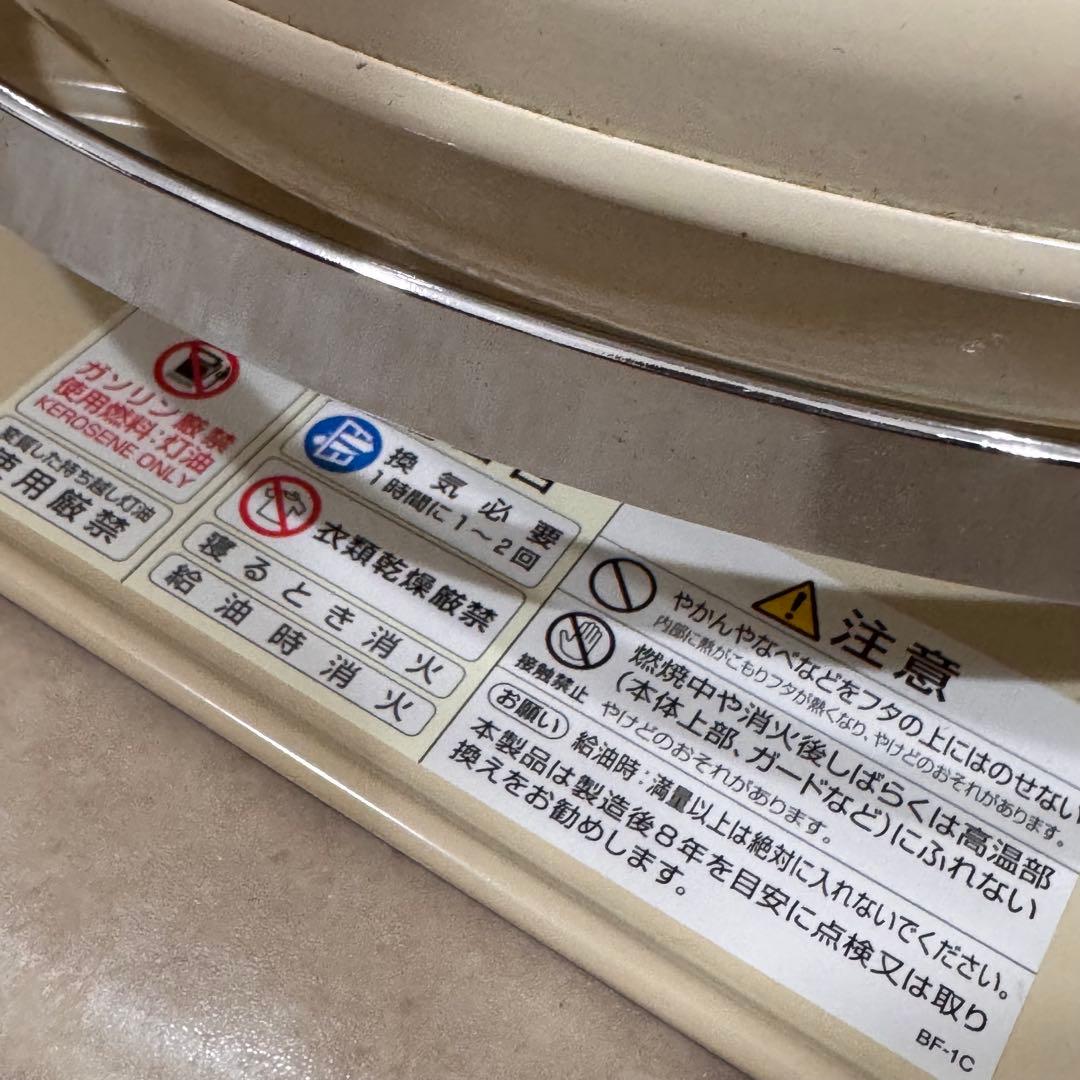 ガソリン厳禁
使用燃料：灯油
KEROSENE ONLY
変質した持ち越し灯油
使用厳禁
換気必要
1時間に1～2回
衣類乾燥厳禁
寝るとき消火
給油時消火
注意
やかんやなべなどをフタの上にはのせない
内部に熱がこもりフタが熱くなり、やけどのおそれがあります。
燃焼中や消火後しばらくは高温部
(本体上部、ガードなど)にふれない
接触禁止 やけどのおそれがあります。
お願い 給油時：満量以上は絶対に入れないでください。
本製品は製造後8年を目安に点検又は取り
換えをお勧めします。
BF-1C